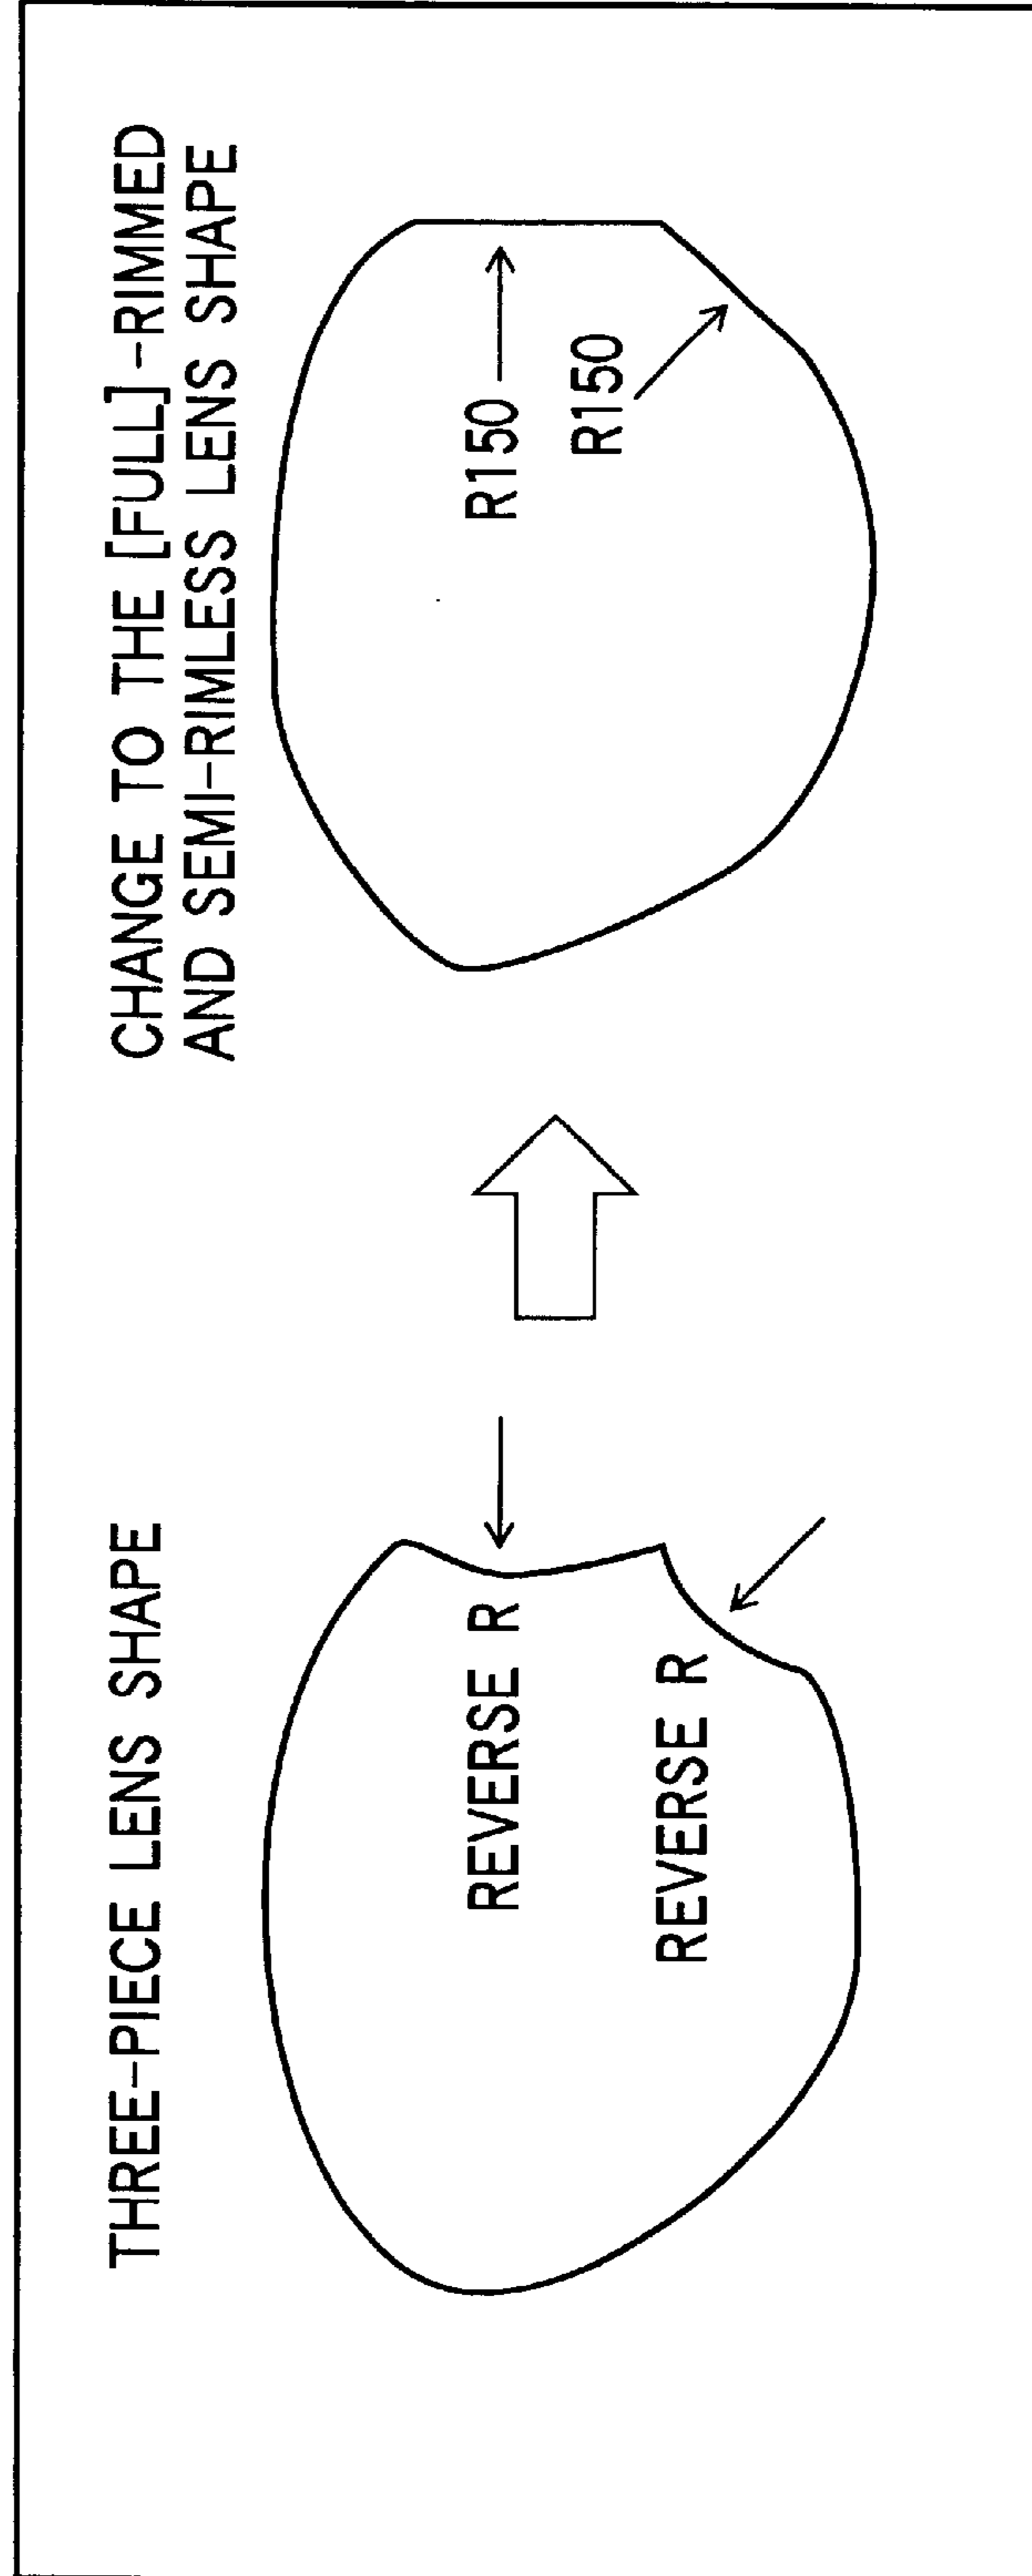 THREE-PIECE LENS SHAPE
REVERSE R
REVERSE R
CHANGE TO THE [FULL]-RIMMED
AND SEMI-RIMLESS LENS SHAPE
R150
R150